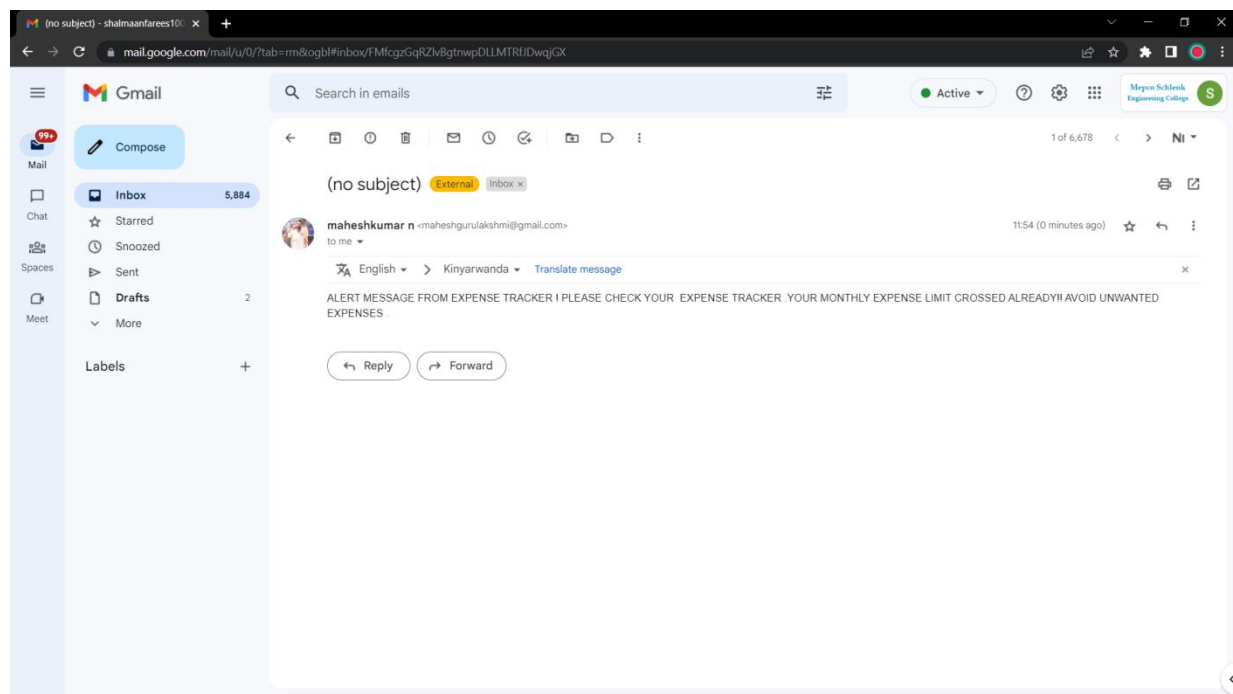 (no subject) - shalmaanfarees100
mail.google.com/mail/u/0/?tab=rm&ogbl#inbox/FMfcgzGqRZlvBgtnwpDLLMTRfJDwqjGX
Gmail
Search in emails
Active
Mepco Schlenk
Engineering College
S
99+
Mail
Compose
1 of 6,678
Chat
Inbox 5,884
(no subject) External Inbox ×
Starred
maheshkumar n <maheshgurulakshmi@gmail.com> 11:54 (0 minutes ago)
to me
Spaces
Snoozed
Sent
English > Kinyarwanda Translate message
Meet
Drafts 2
ALERT MESSAGE FROM EXPENSE TRACKER ! PLEASE CHECK YOUR EXPENSE TRACKER .YOUR MONTHLY EXPENSE LIMIT CROSSED ALREADY!! AVOID UNWANTED
EXPENSES .
More
Reply Forward
Labels +